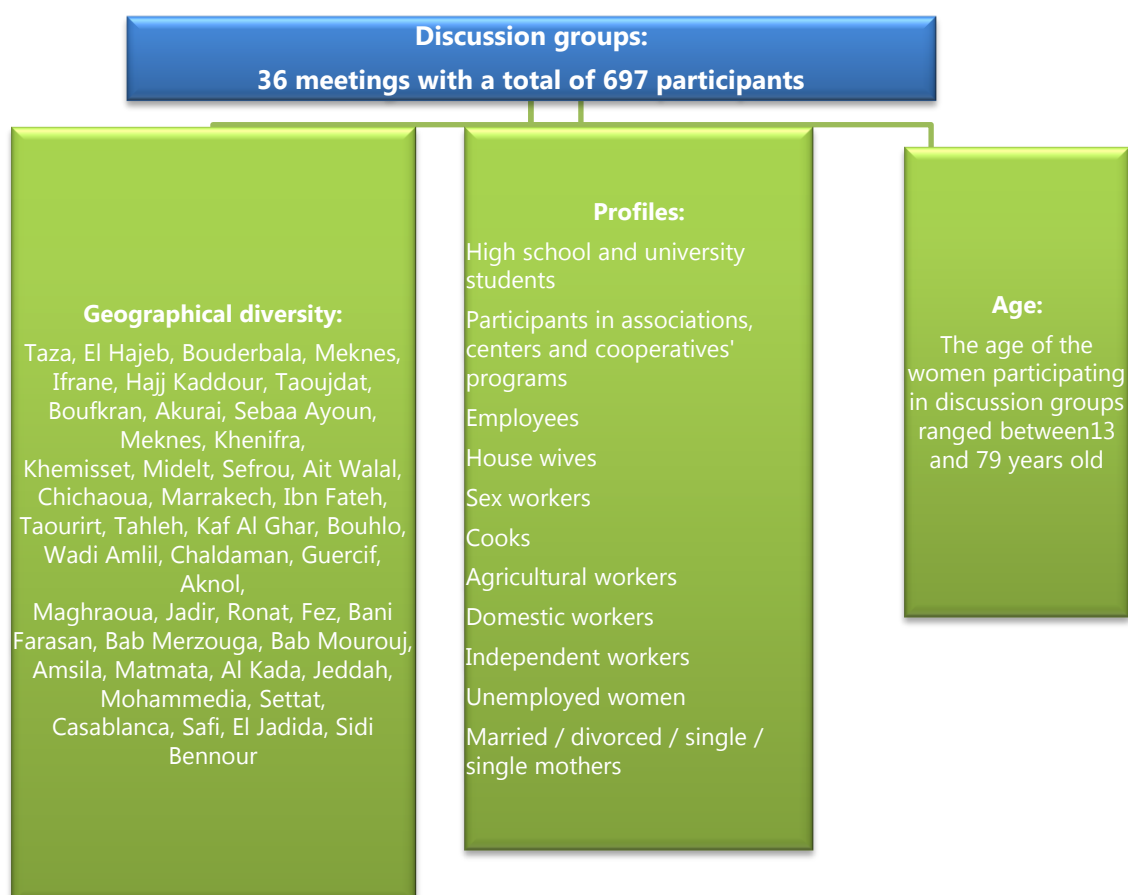 Discussion groups:
36 meetings with a total of 697 participants
Geographical diversity:
Taza, El Hajeb, Bouderbala, Meknes,
Ifrane, Hajj Kaddour, Taoujdat,
Boufkran, Akurai, Sebaa Ayoun,
Meknes, Khenifra,
Khemisset, Midelt, Sefrou, Ait Walal,
Chichaoua, Marrakech, Ibn Fateh,
Taourirt, Tahleh, Kaf Al Ghar, Bouhlo,
Wadi Amlil, Chaldaman, Guercif,
Aknol,
Maghraoua, Jadir, Ronat, Fez, Bani
Farasan, Bab Merzouga, Bab Mourouj,
Amsila, Matmata, Al Kada, Jeddah,
Mohammedia, Settat,
Casablanca, Safi, El Jadida, Sidi
Bennour
Profiles:
High school and university
students
Participants in associations,
centers and cooperatives'
programs
Employees
House wives
Sex workers
Cooks
Agricultural workers
Domestic workers
Independent workers
Unemployed women
Married / divorced / single /
single mothers
Age:
The age of the
women participating
in discussion groups
ranged between13
and 79 years old